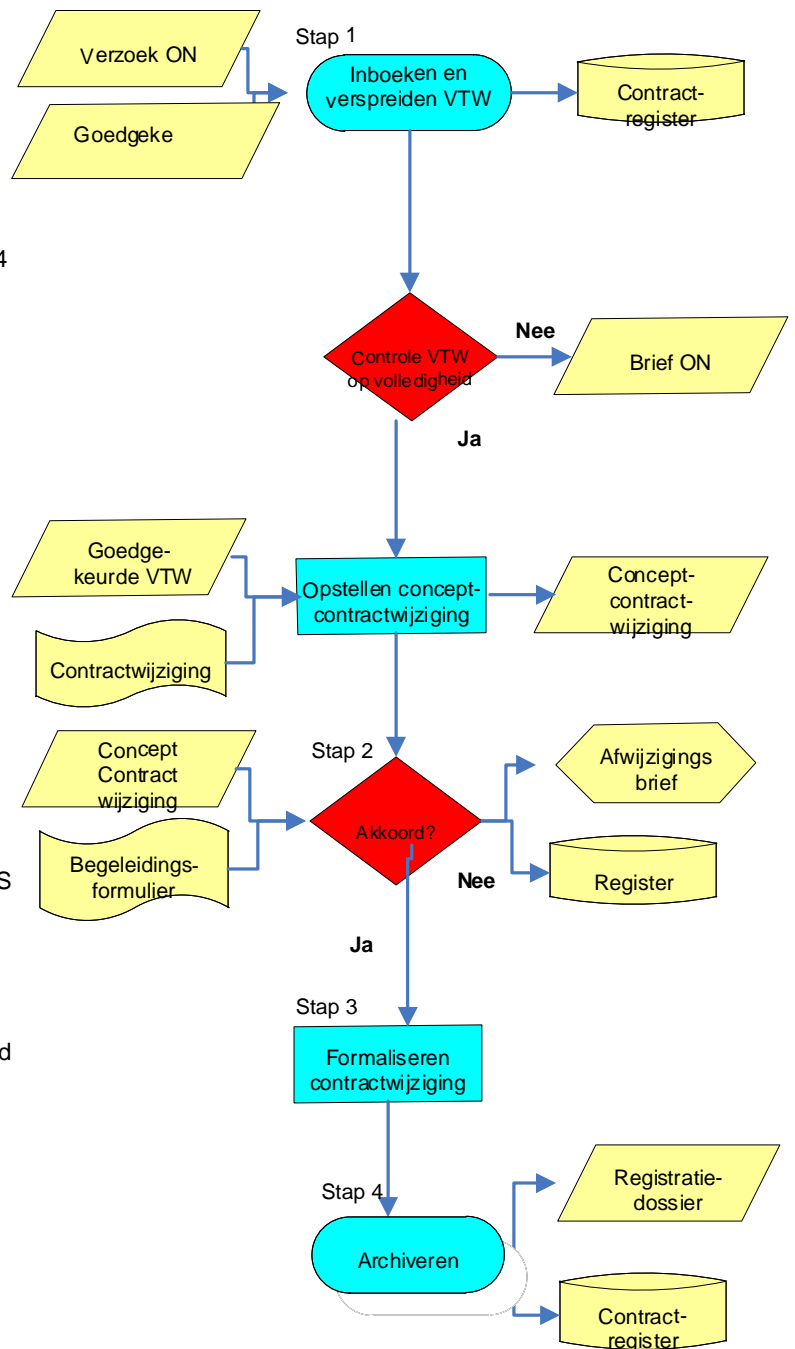 Stap 1
Verzoek ON
Inboeken en
verspreiden VTW
Contract-
register
Goedgeke
4
Nee
Controle VTW
op volledigheid
Brief ON
Ja
Goedge-
keurde VTW
Opstellen concept-
contractwijziging
Concept-
contract-
wijziging
Contractwijziging
Stap 2
Concept
Contract
wijziging
Afwijzigings
brief
Akkoord?
Begeleidings-
formulier
S
Nee
Register
Ja
Stap 3
d
Formaliseren
contractwijziging
Registratie-
dossier
Stap 4
Archiveren
Contract-
register